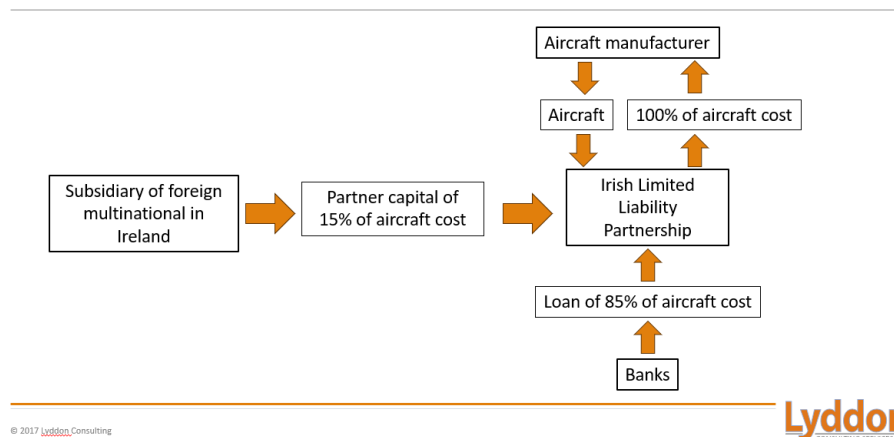 Aircraft manufacturer
Aircraft
100% of aircraft cost
Subsidiary of foreign
multinational in
Ireland
Partner capital of
15% of aircraft cost
Irish Limited
Liability
Partnership
Loan of 85% of aircraft cost
Banks
© 2017 Lyddon Consulting
Lyddon